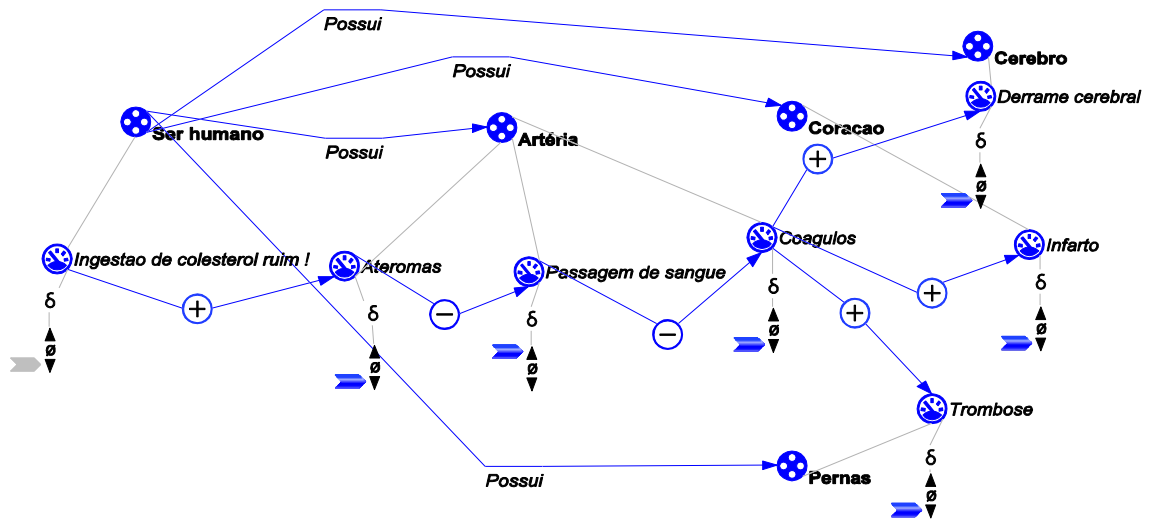 Possui
Cerebro
Possui
Derrame cerebral
Ser humano
Coracao
Artéria
Possui
+
δ
ø
Ingestao de colesterol ruim !
Ateromas
Passagem de sangue
Coagulos
Infarto
δ
+
−
δ
ø
δ
ø
−
δ
ø
δ
ø
+
+
δ
ø
Trombose
Possui
Pernas
δ
ø